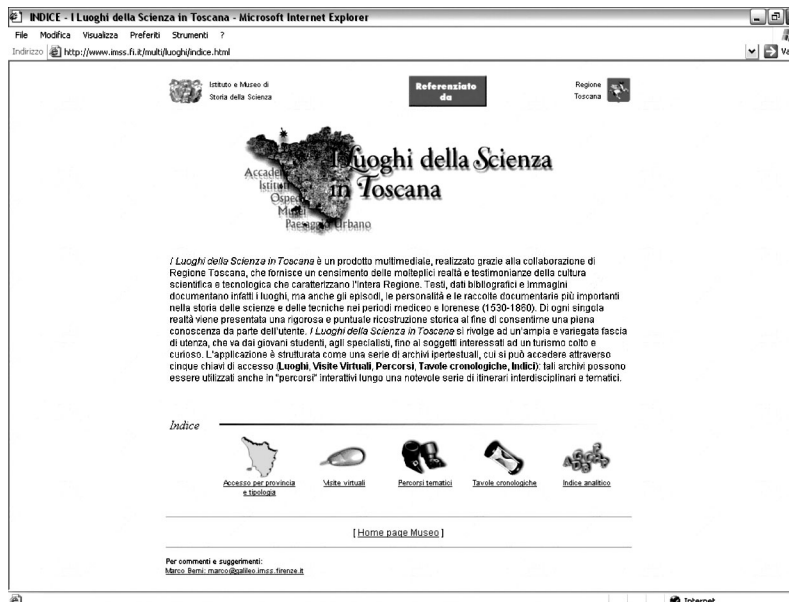 INDICE - I Luoghi della Scienza in Toscana - Microsoft Internet Explorer
File Modifica Visualizza Preferiti Strumenti ?
Indirizzo http://www.imss.fi.it/multi/luoghi/indice.html
Istituto e Museo di
Storia della Scienza
Referenziato
da
Regione
Toscana
I Luoghi della Scienza
in Toscana
Accademie
Istituti
Ospedali
Musei
Paesaggio Urbano
I Luoghi della Scienza in Toscana è un prodotto multimediale, realizzato grazie alla collaborazione di
Regione Toscana, che fornisce un censimento delle molteplici realtà e testimonianze della cultura
scientifica e tecnologica che caratterizzano l'intera Regione. Testi, dati bibliografici e immagini
documentano infatti i luoghi, ma anche gli episodi, le personalità e le raccolte documentarie più importanti
nella storia delle scienze e delle tecniche nei periodi mediceo e lorenese (1530-1860). Di ogni singola
realtà viene presentata una rigorosa e puntuale ricostruzione storica al fine di consentirne una piena
conoscenza da parte dell'utente. I Luoghi della Scienza in Toscana si rivolge ad un'ampia e variegata fascia
di utenza, che va dai giovani studenti, agli specialisti, fino ai soggetti interessati ad un turismo colto e
curioso. L'applicazione è strutturata come una serie di archivi ipertestuali, cui si può accedere attraverso
cinque chiavi di accesso (Luoghi, Visite Virtuali, Percorsi, Tavole cronologiche, Indici): tali archivi possono
essere utilizzati anche in "percorsi" interattivi lungo una notevole serie di itinerari interdisciplinari e tematici.
Indice
Accesso per provincia
e tipologia
Visite virtuali
Percorsi tematici
Tavole cronologiche
Indice analitico
[ Home page Museo ]
Per commenti e suggerimenti:
Marco Berni: marco@galileo.imss.firenze.it
Internet